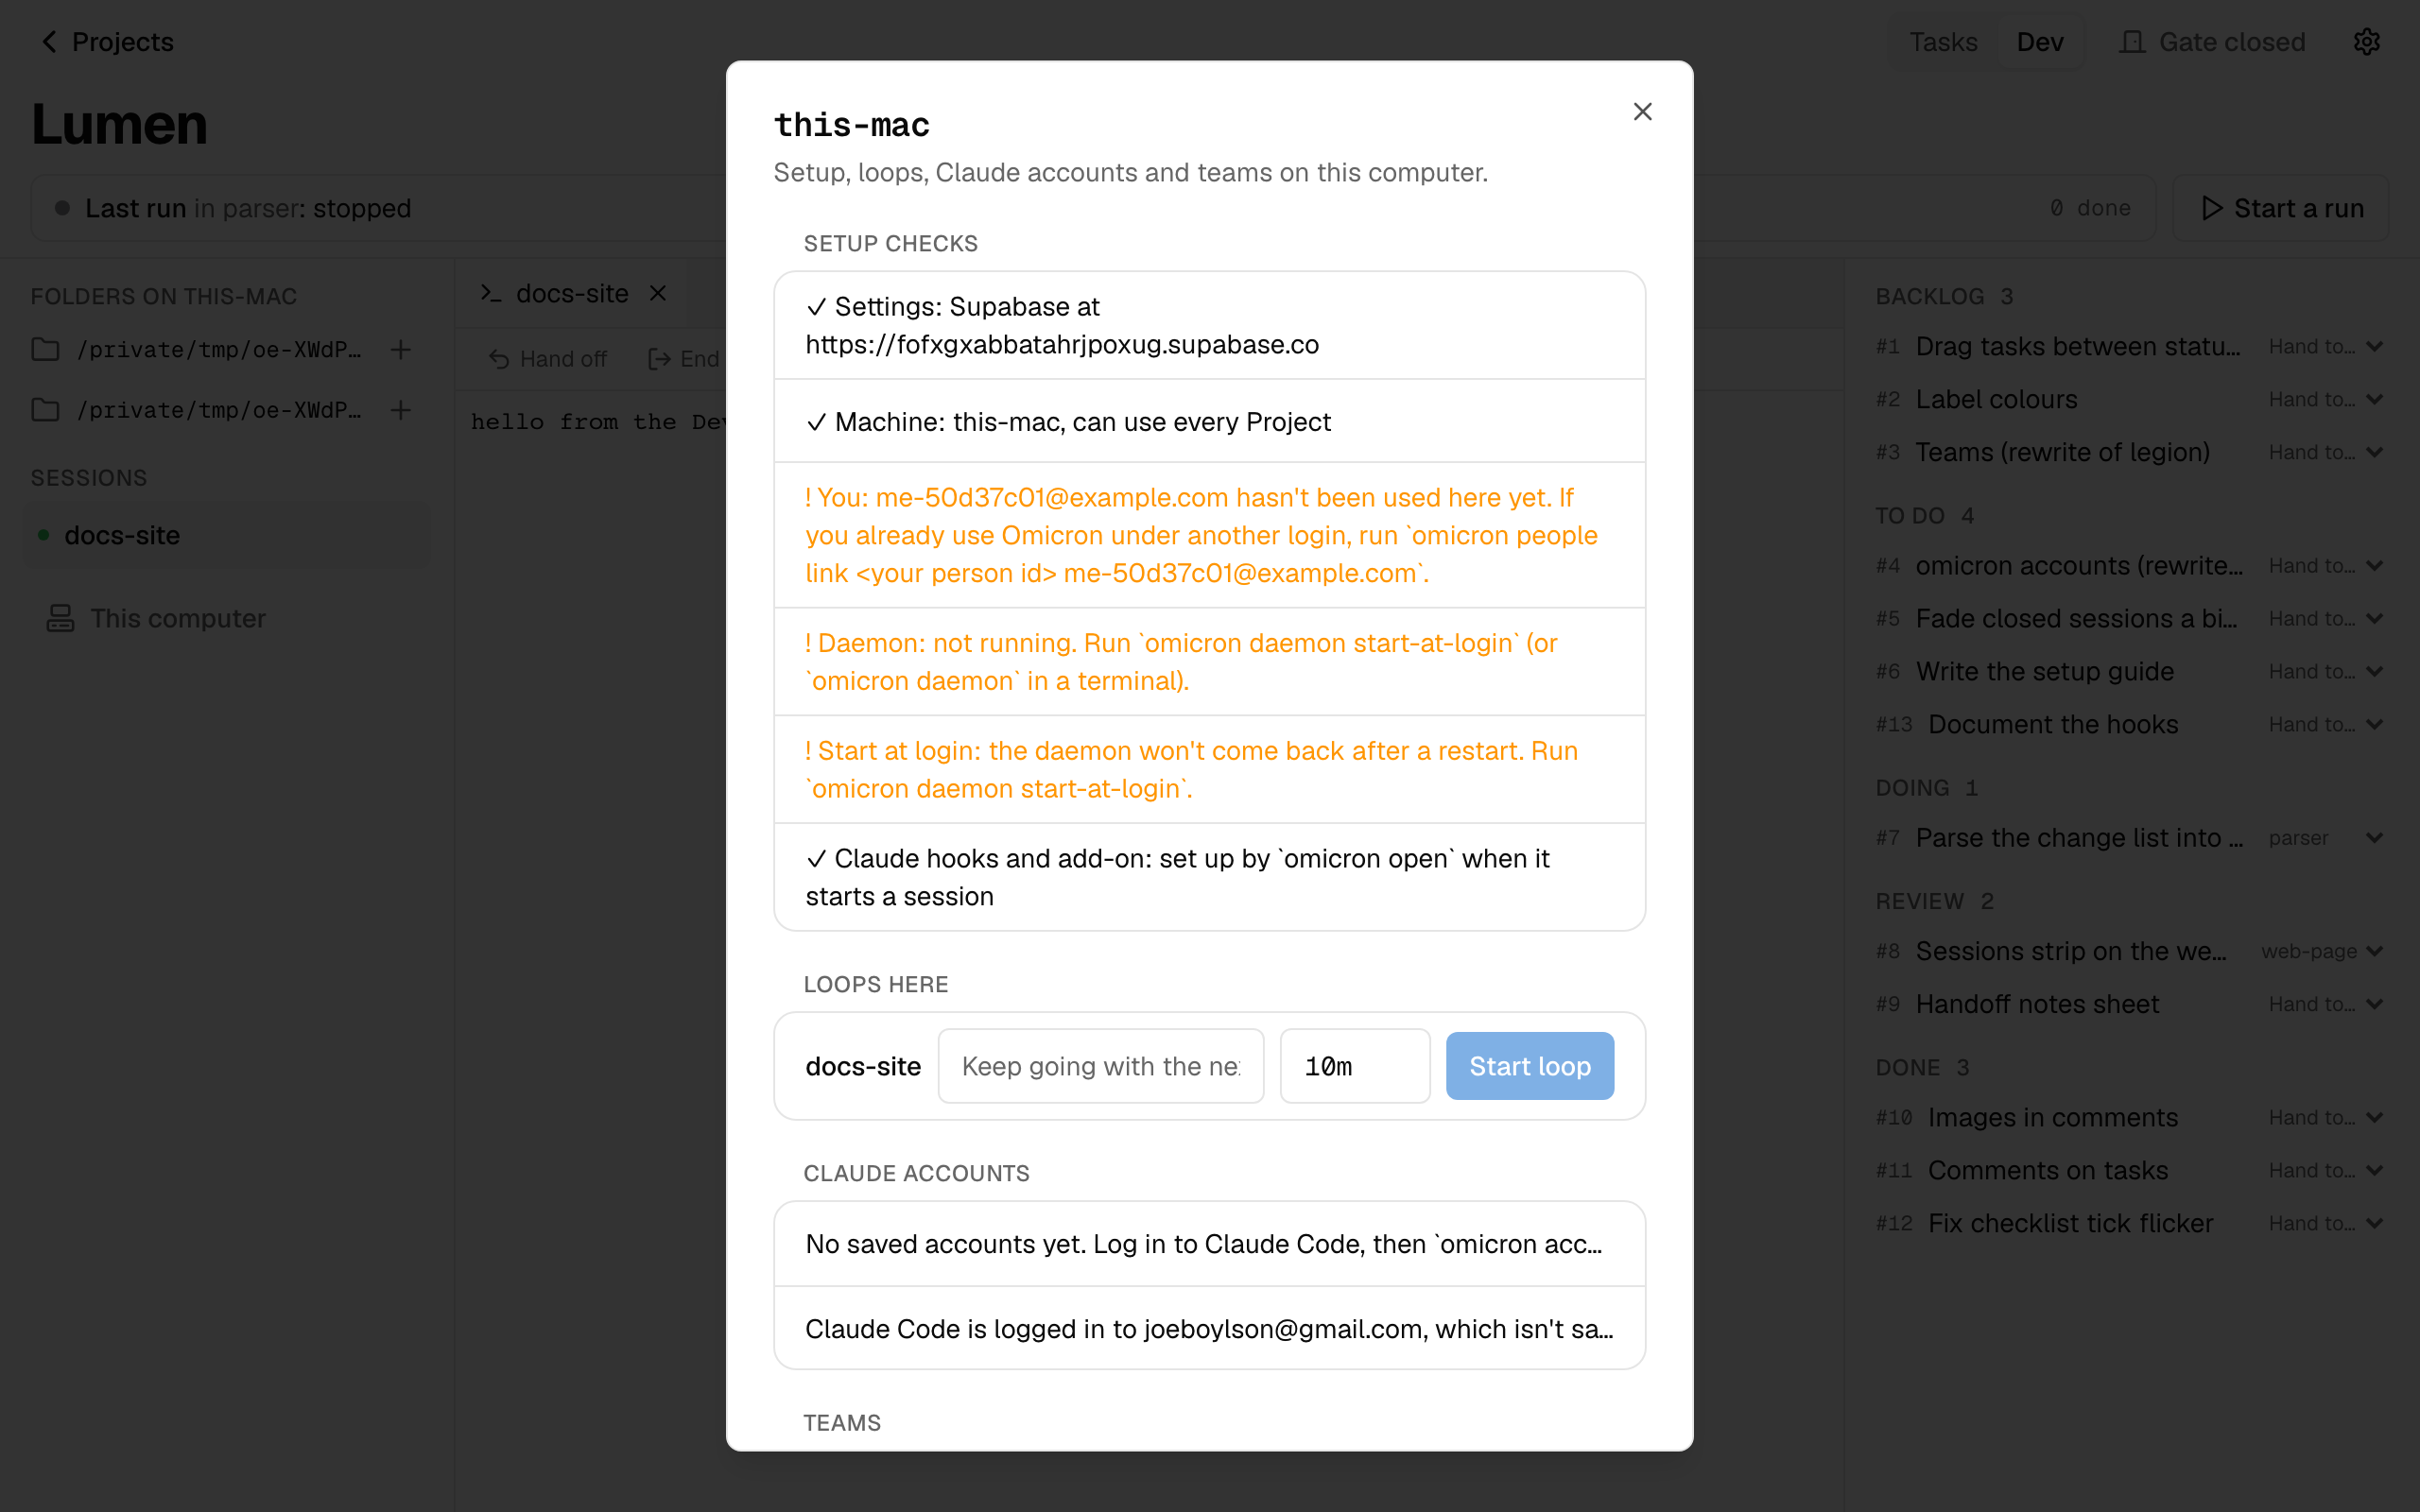 Projects
Tasks
Dev
Gate closed
Lumen
Last run in parser: stopped
0 done
Start a run
FOLDERS ON THIS-MAC
/private/tmp/oe-XWdP…
/private/tmp/oe-XWdP…
SESSIONS
docs-site
This computer
docs-site
Hand off
End
hello from the Dev
this-mac
Setup, loops, Claude accounts and teams on this computer.
SETUP CHECKS
✓ Settings: Supabase at
https://fofxgxabbatahrjpoxug.supabase.co
✓ Machine: this-mac, can use every Project
! You: me-50d37c01@example.com hasn't been used here yet. If
you already use Omicron under another login, run `omicron people
link <your person id> me-50d37c01@example.com`.
! Daemon: not running. Run `omicron daemon start-at-login` (or
`omicron daemon` in a terminal).
! Start at login: the daemon won't come back after a restart. Run
`omicron daemon start-at-login`.
✓ Claude hooks and add-on: set up by `omicron open` when it
starts a session
LOOPS HERE
docs-site
Keep going with the ne
10m
Start loop
CLAUDE ACCOUNTS
No saved accounts yet. Log in to Claude Code, then `omicron acc…
Claude Code is logged in to joeboylson@gmail.com, which isn't sa…
TEAMS
BACKLOG 3
#1 Drag tasks between statu… Hand to…
#2 Label colours Hand to…
#3 Teams (rewrite of legion) Hand to…
TO DO 4
#4 omicron accounts (rewrite… Hand to…
#5 Fade closed sessions a bi… Hand to…
#6 Write the setup guide Hand to…
#13 Document the hooks Hand to…
DOING 1
#7 Parse the change list into … parser
REVIEW 2
#8 Sessions strip on the we… web-page
#9 Handoff notes sheet Hand to…
DONE 3
#10 Images in comments Hand to…
#11 Comments on tasks Hand to…
#12 Fix checklist tick flicker Hand to…